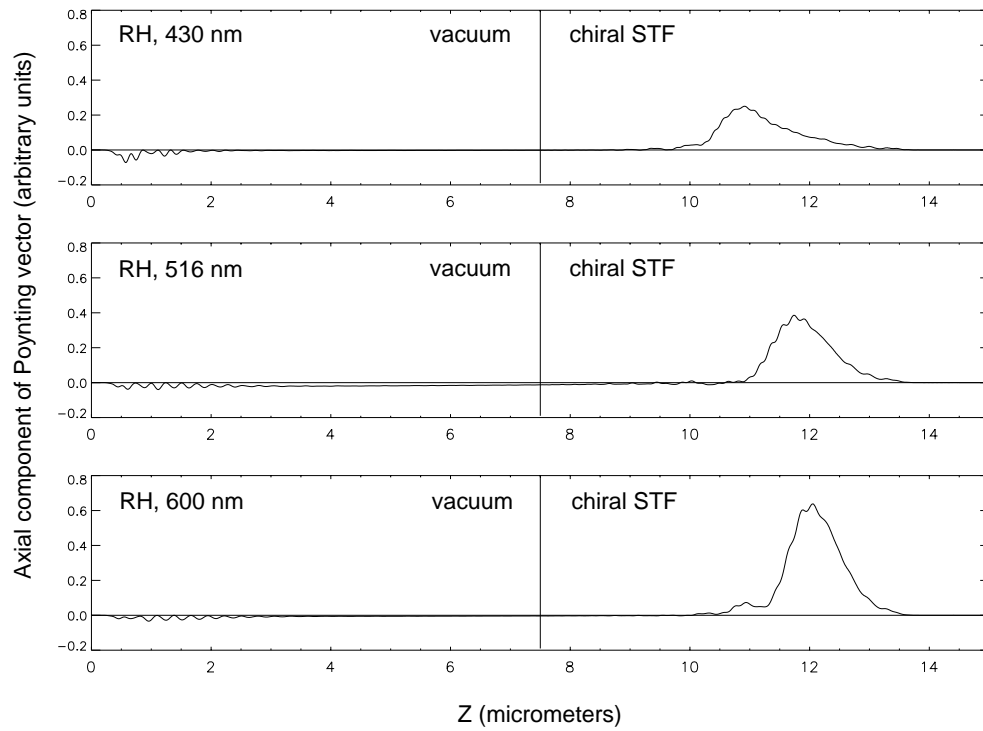 Axial component of Poynting vector (arbitrary units)
RH, 430 nm vacuum chiral STF
0.8
0.6
0.4
0.2
0.0
−0.2
0 2 4 6 8 10 12 14
RH, 516 nm vacuum chiral STF
0.8
0.6
0.4
0.2
0.0
−0.2
0 2 4 6 8 10 12 14
RH, 600 nm vacuum chiral STF
0.8
0.6
0.4
0.2
0.0
−0.2
0 2 4 6 8 10 12 14
Z (micrometers)